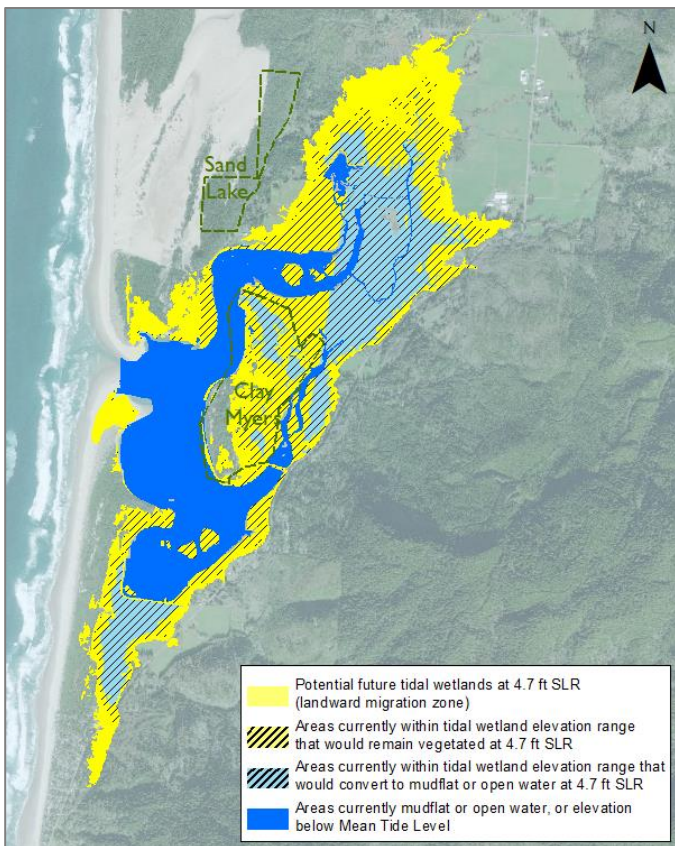 N
Sand
Lake
Clay
Myers
Potential future tidal wetlands at 4.7 ft SLR
(landward migration zone)
Areas currently within tidal wetland elevation range
that would remain vegetated at 4.7 ft SLR
Areas currently within tidal wetland elevation range that
would convert to mudflat or open water at 4.7 ft SLR
Areas currently mudflat or open water, or elevation
below Mean Tide Level